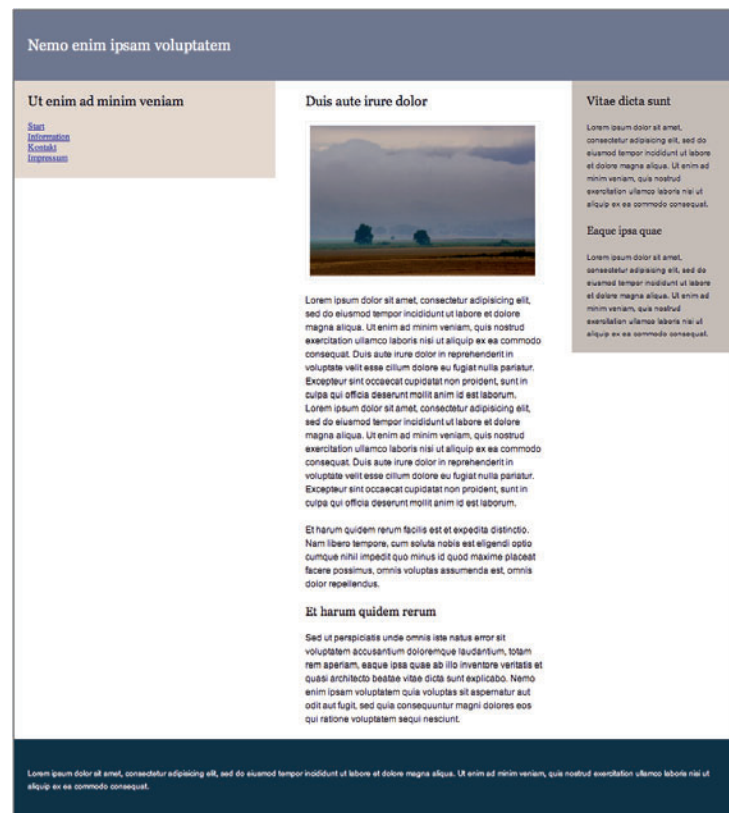 Nemo enim ipsam voluptatem
Ut enim ad minim veniam
Start
Information
Kontakt
Impressum
Duis aute irure dolor
Lorem ipsum dolor sit amet, consectetur adipisicing elit,
sed do eiusmod tempor incididunt ut labore et dolore
magna aliqua. Ut enim ad minim veniam, quis nostrud
exercitation ullamco laboris nisi ut aliquip ex ea commodo
consequat. Duis aute irure dolor in reprehenderit in
voluptate velit esse cillum dolore eu fugiat nulla pariatur.
Excepteur sint occaecat cupidatat non proident, sunt in
culpa qui officia deserunt mollit anim id est laborum.
Lorem ipsum dolor sit amet, consectetur adipisicing elit,
sed do eiusmod tempor incididunt ut labore et dolore
magna aliqua. Ut enim ad minim veniam, quis nostrud
exercitation ullamco laboris nisi ut aliquip ex ea commodo
consequat. Duis aute irure dolor in reprehenderit in
voluptate velit esse cillum dolore eu fugiat nulla pariatur.
Excepteur sint occaecat cupidatat non proident, sunt in
culpa qui officia deserunt mollit anim id est laborum.
Et harum quidem rerum facilis est et expedita distinctio.
Nam libero tempore, cum soluta nobis est eligendi optio
cumque nihil impedit quo minus id quod maxime placeat
facere possimus, omnis voluptas assumenda est, omnis
dolor repellendus.
Et harum quidem rerum
Sed ut perspiciatis unde omnis iste natus error sit
voluptatem accusantium doloremque laudantium, totam
rem aperiam, eaque ipsa quae ab illo inventore veritatis et
quasi architecto beatae vitae dicta sunt explicabo. Nemo
enim ipsam voluptatem quia voluptas sit aspernatur aut
odit aut fugit, sed quia consequuntur magni dolores eos
qui ratione voluptatem sequi nesciunt.
Vitae dicta sunt
Lorem ipsum dolor sit amet,
consectetur adipisicing elit, sed do
eiusmod tempor incididunt ut labore
et dolore magna aliqua. Ut enim ad
minim veniam, quis nostrud
exercitation ullamco laboris nisi ut
aliquip ex ea commodo consequat.
Eaque ipsa quae
Lorem ipsum dolor sit amet,
consectetur adipisicing elit, sed do
eiusmod tempor incididunt ut labore
et dolore magna aliqua. Ut enim ad
minim veniam, quis nostrud
exercitation ullamco laboris nisi ut
aliquip ex ea commodo consequat.
Lorem ipsum dolor sit amet, consectetur adipisicing elit, sed do eiusmod tempor incididunt ut labore et dolore magna aliqua. Ut enim ad minim veniam, quis nostrud exercitation ullamco laboris nisi ut
aliquip ex ea commodo consequat.